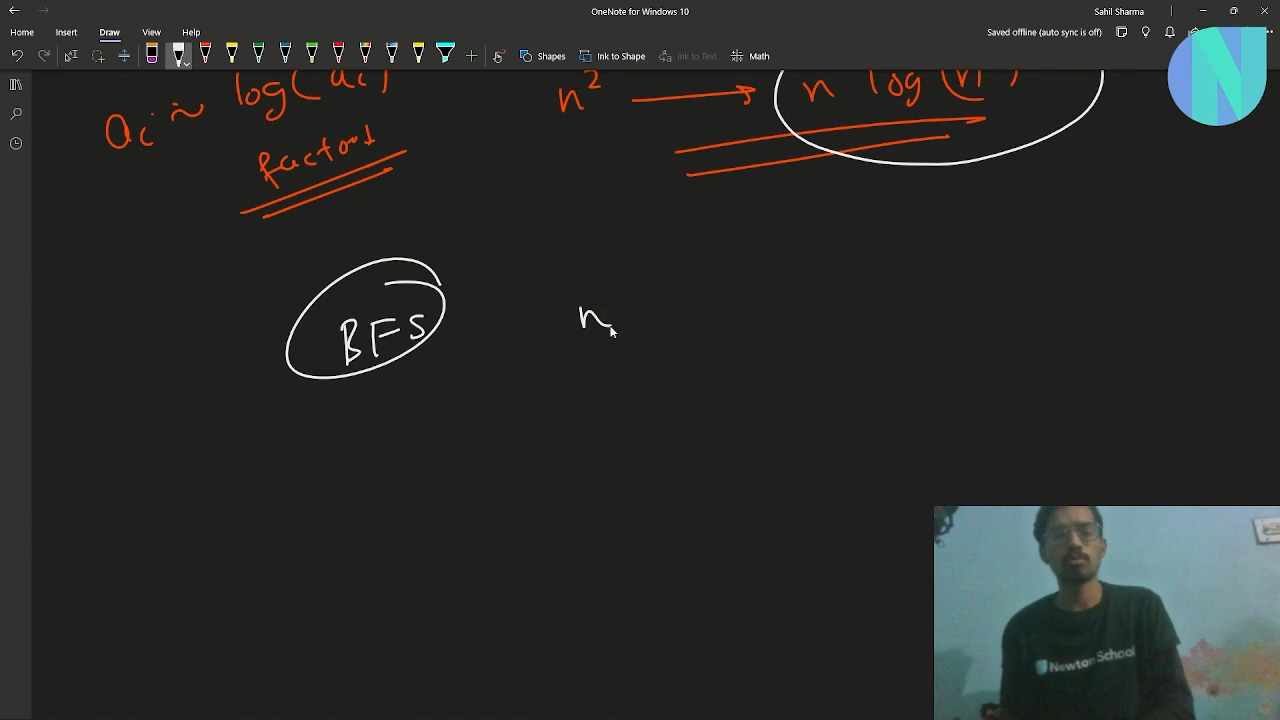 OneNote for Windows 10
Sahil Sharma
Home Insert Draw View Help
Saved offline (auto sync is off)
Shapes Ink to Shape Ink to Text Math
aᵢ ~ log(aᵢ)
n² → n log(n)
factors
BFS n
Newton School